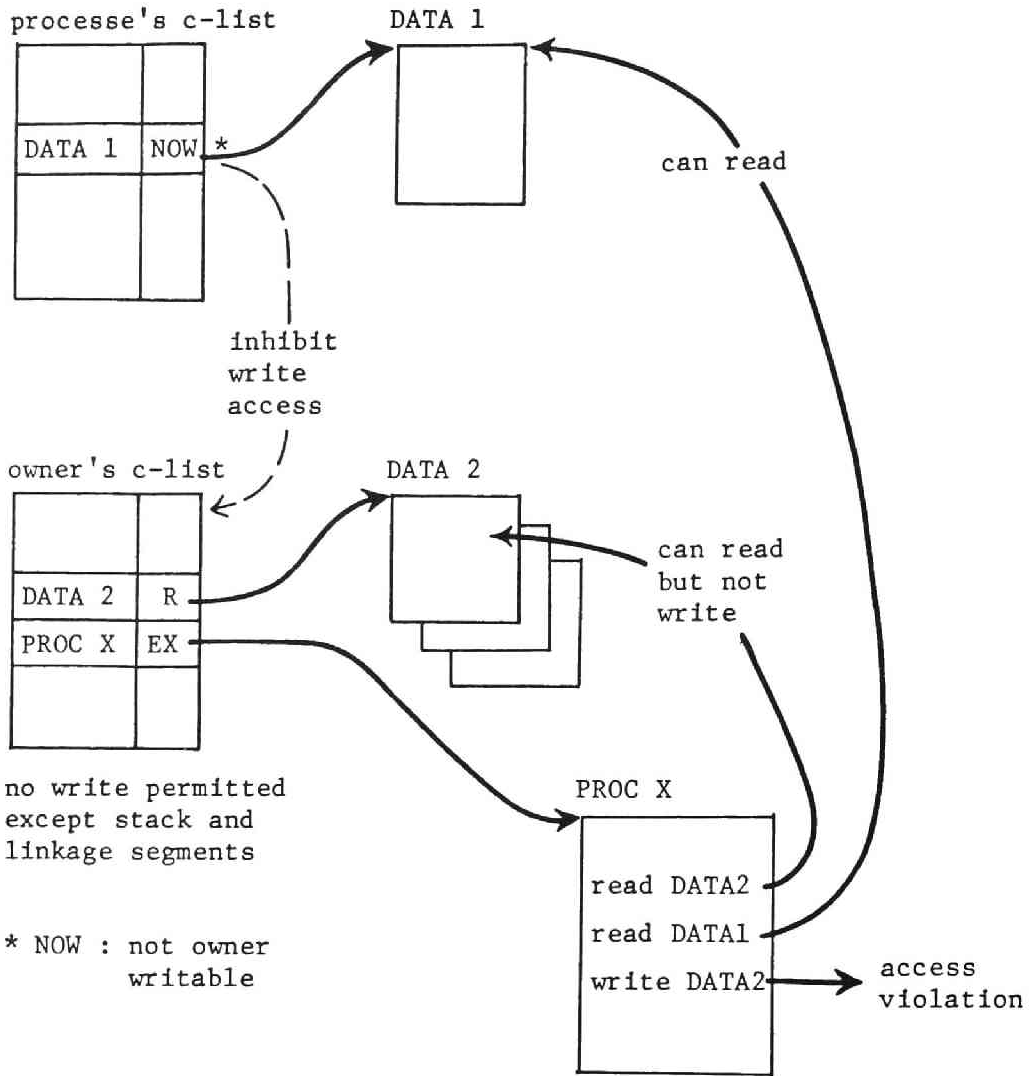 processe's c-list
DATA 1
DATA 1 NOW *
can read
inhibit
write
access
owner's c-list
DATA 2
DATA 2 R
PROC X EX
can read
but not
write
no write permitted
except stack and
linkage segments
PROC X
read DATA2
read DATA1
write DATA2
access
violation
* NOW : not owner
writable